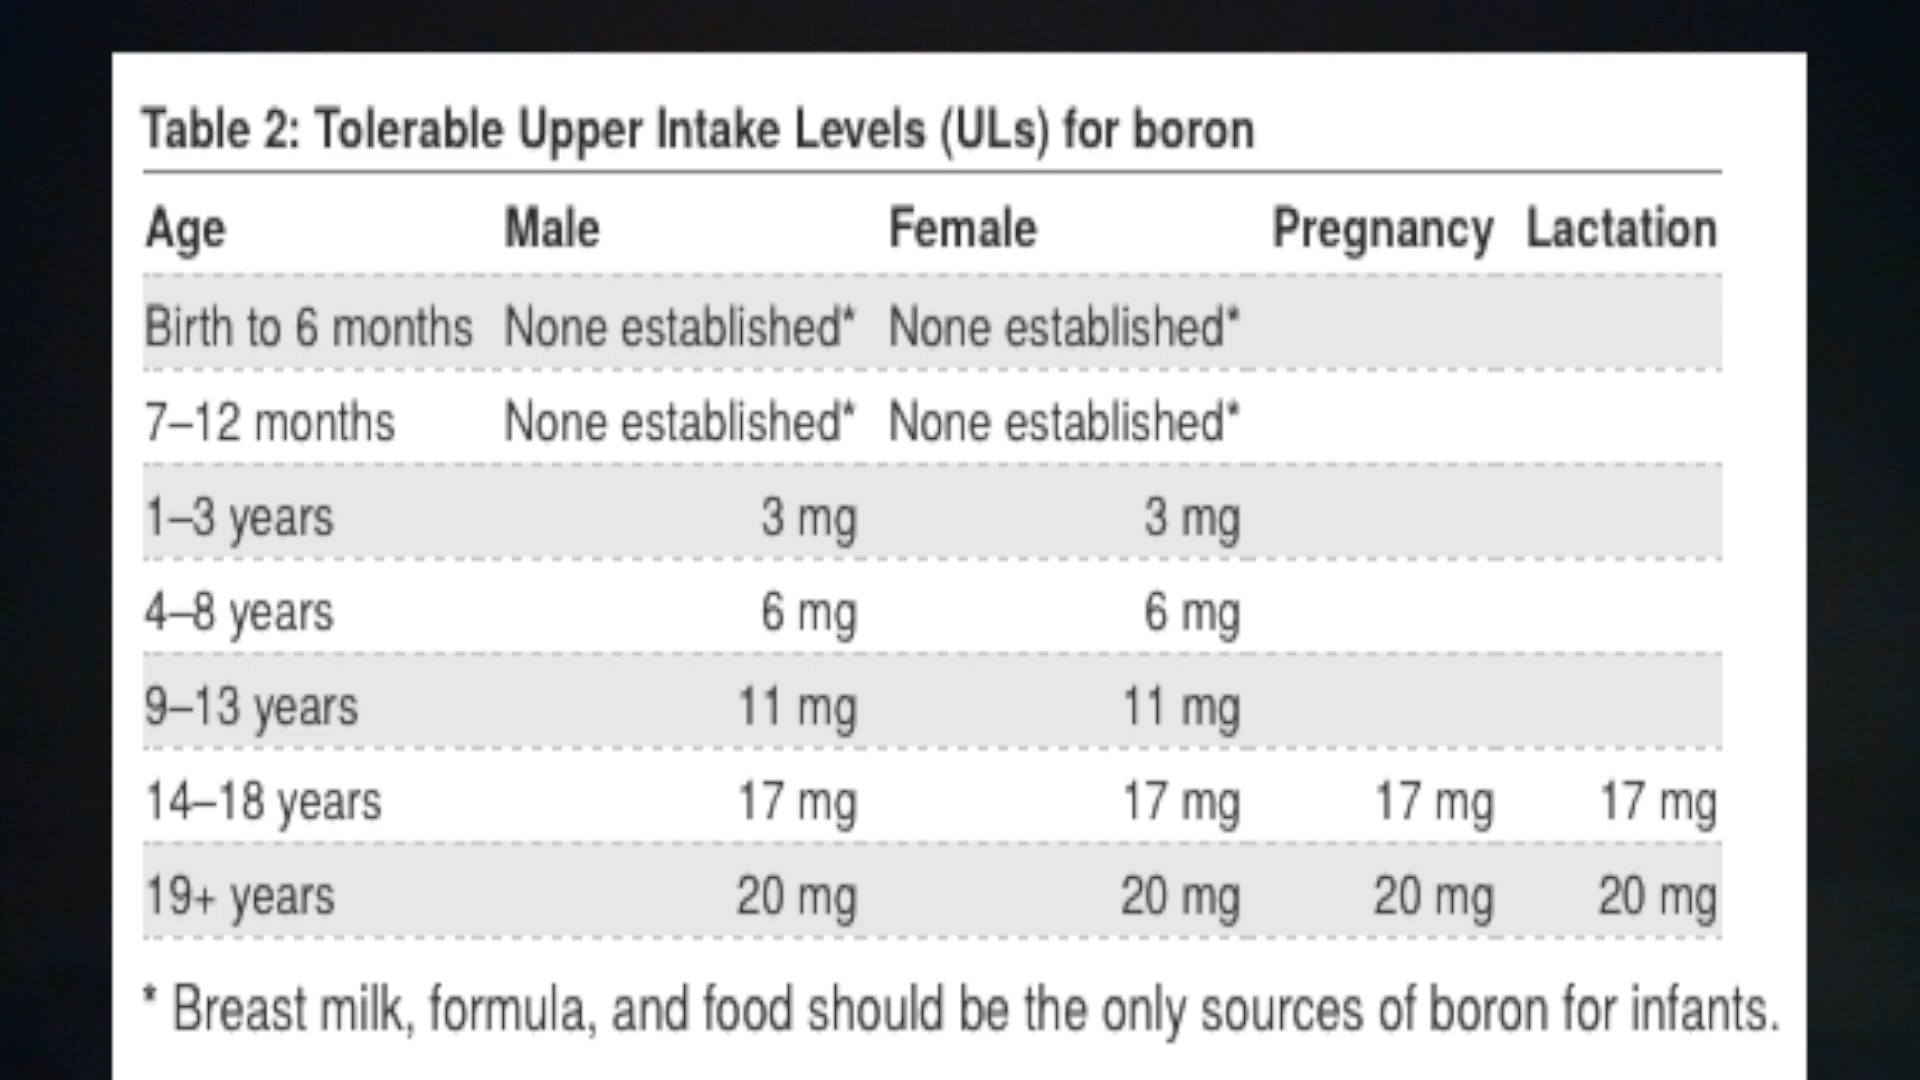 Table 2: Tolerable Upper Intake Levels (ULs) for boron
Age Male Female Pregnancy Lactation
Birth to 6 months None established* None established*
7–12 months None established* None established*
1–3 years 3 mg 3 mg
4–8 years 6 mg 6 mg
9–13 years 11 mg 11 mg
14–18 years 17 mg 17 mg 17 mg 17 mg
19+ years 20 mg 20 mg 20 mg 20 mg
* Breast milk, formula, and food should be the only sources of boron for infants.